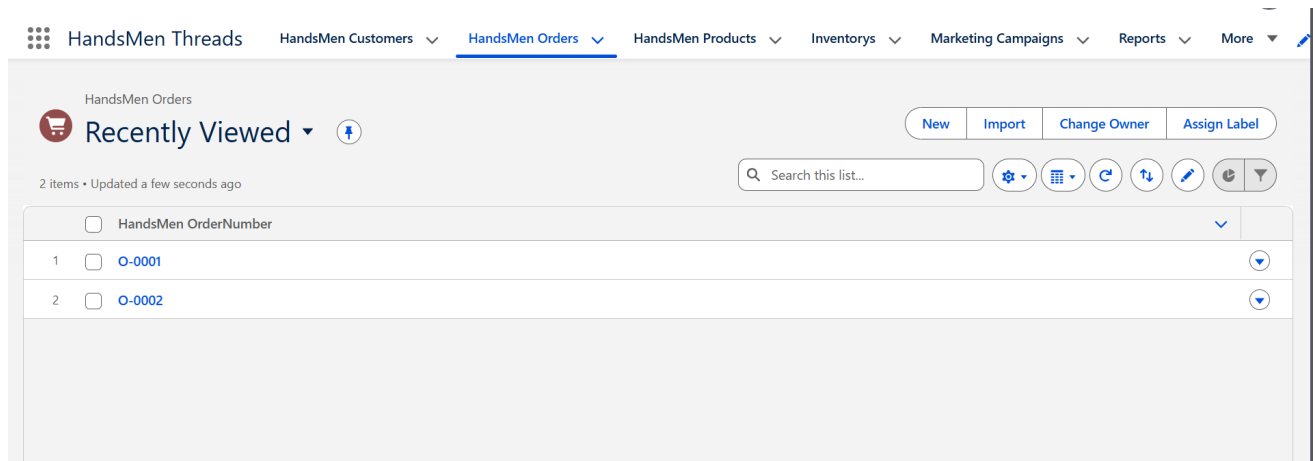 HandsMen Threads HandsMen Customers HandsMen Orders HandsMen Products Inventorys Marketing Campaigns Reports More
HandsMen Orders
Recently Viewed
New Import Change Owner Assign Label
2 items • Updated a few seconds ago
Search this list...
HandsMen OrderNumber
1 O-0001
2 O-0002